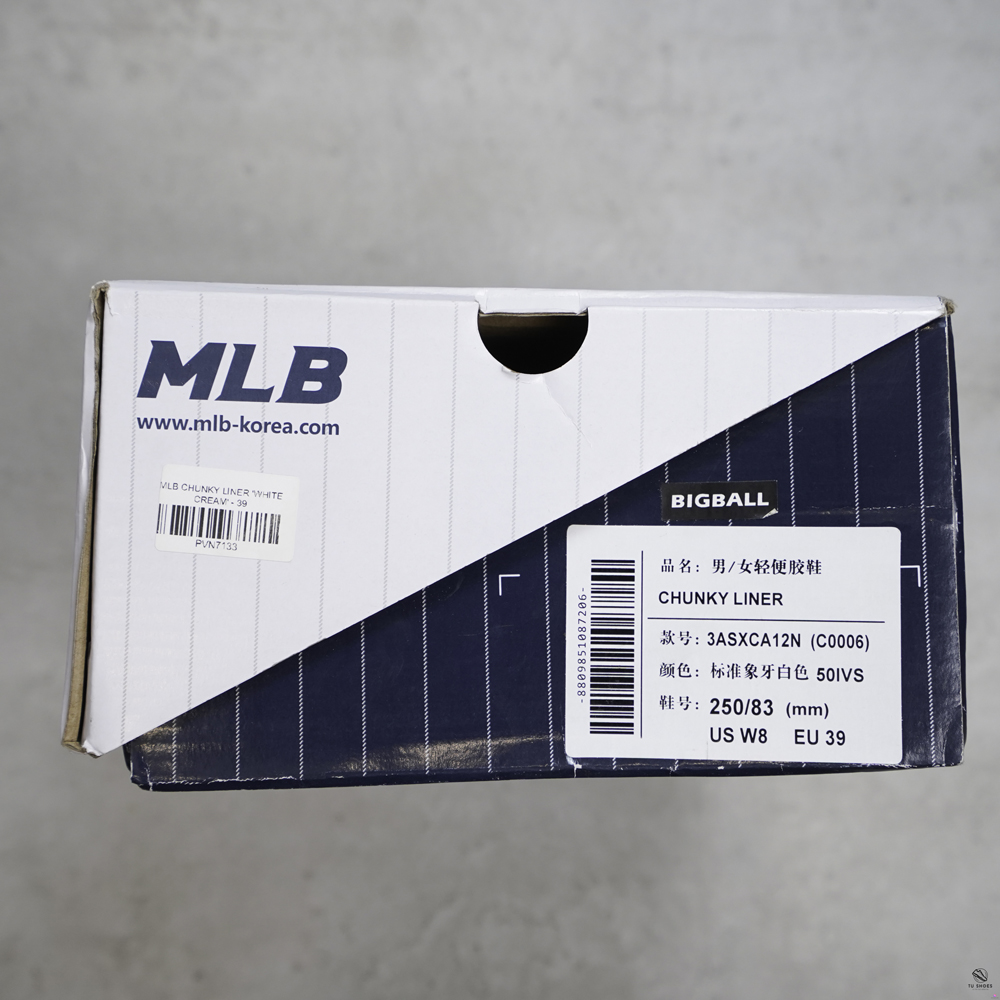 MLB
www.mlb-korea.com
MLB CHUNKY LINER 'WHITE
CREAM' - 39
PVN7133
BIGBALL
品名: 男/女轻便胶鞋
CHUNKY LINER
款号: 3ASXCA12N (C0006)
颜色: 标准象牙白色 50IVS
鞋号: 250/83 (mm)
US W8 EU 39
-8809851087206-
TU SHOES